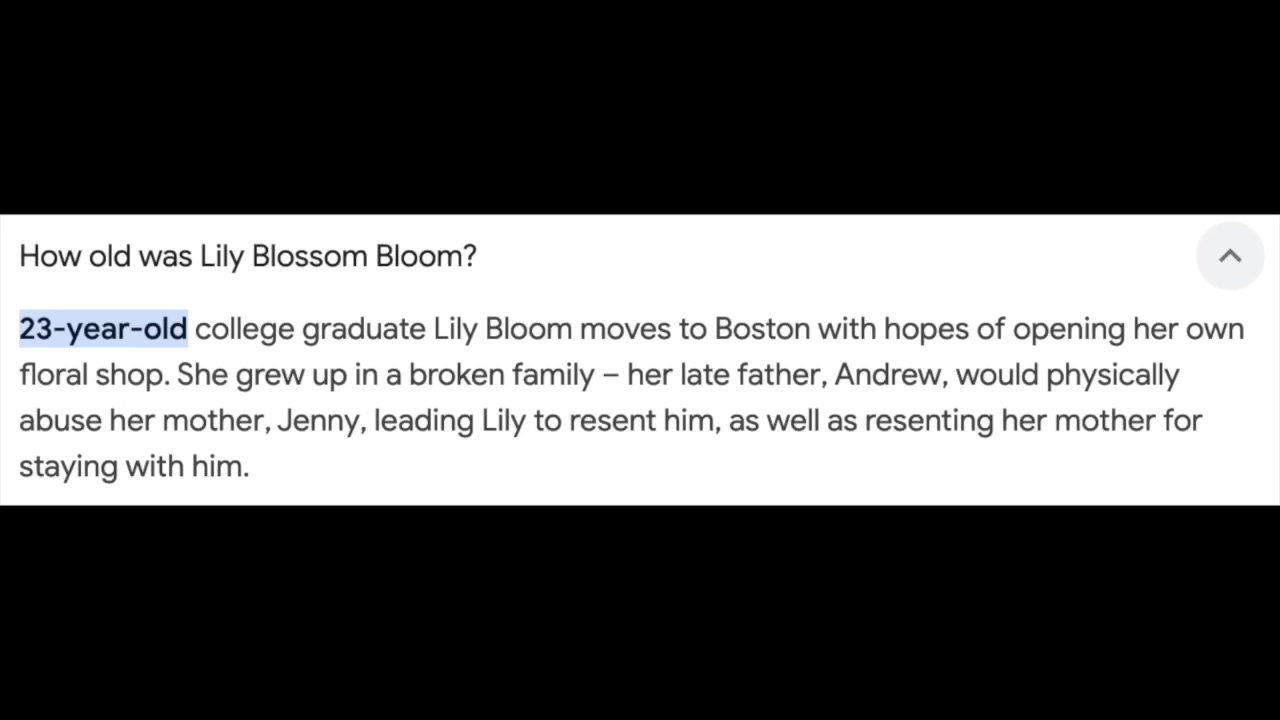 How old was Lily Blossom Bloom?
23-year-old college graduate Lily Bloom moves to Boston with hopes of opening her own
floral shop. She grew up in a broken family – her late father, Andrew, would physically
abuse her mother, Jenny, leading Lily to resent him, as well as resenting her mother for
staying with him.